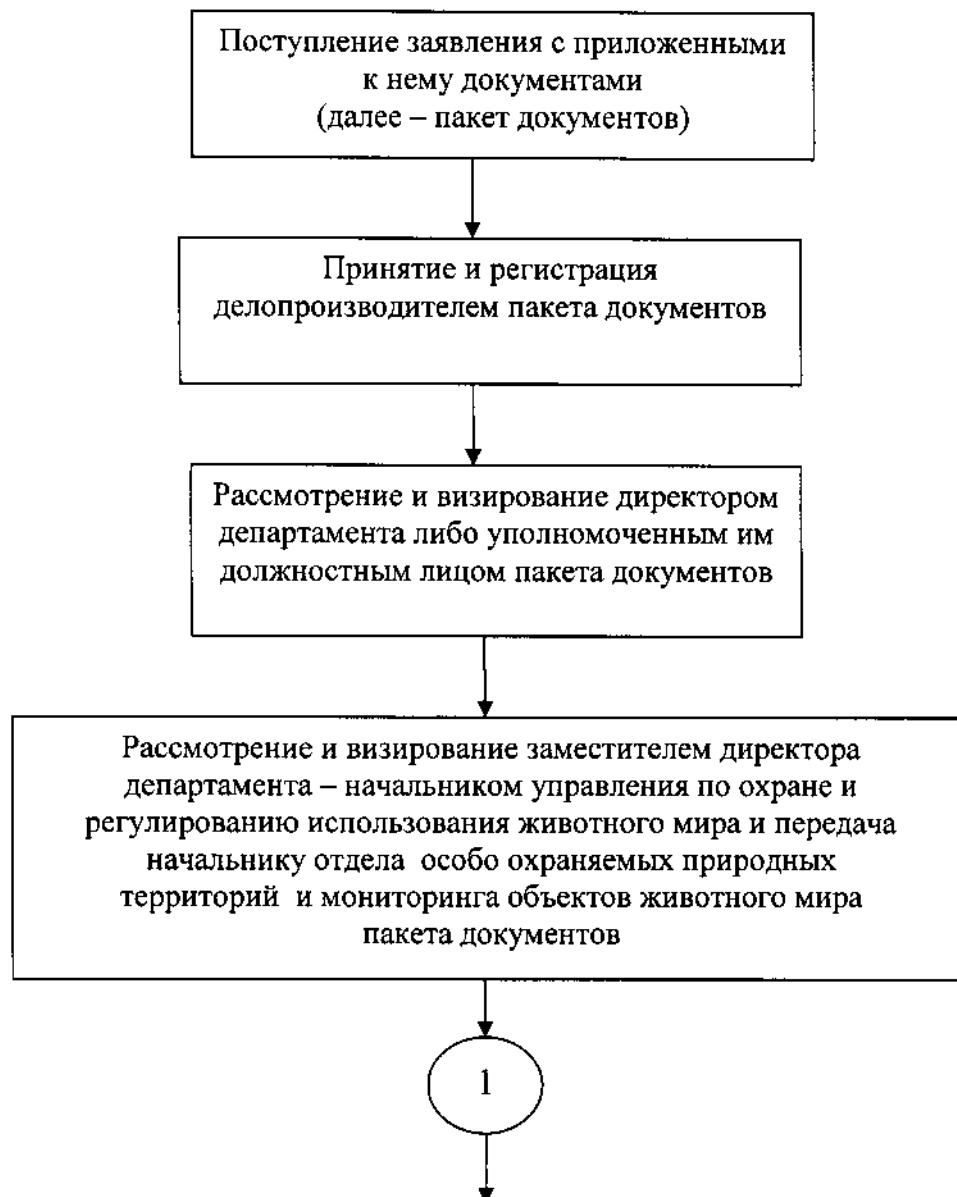 Поступление заявления с приложенными
к нему документами
(далее – пакет документов)
Принятие и регистрация
делопроизводителем пакета документов
Рассмотрение и визирование директором
департамента либо уполномоченным им
должностным лицом пакета документов
Рассмотрение и визирование заместителем директора
департамента – начальником управления по охране и
регулированию использования животного мира и передача
начальнику отдела особо охраняемых природных
территорий и мониторинга объектов животного мира
пакета документов
1